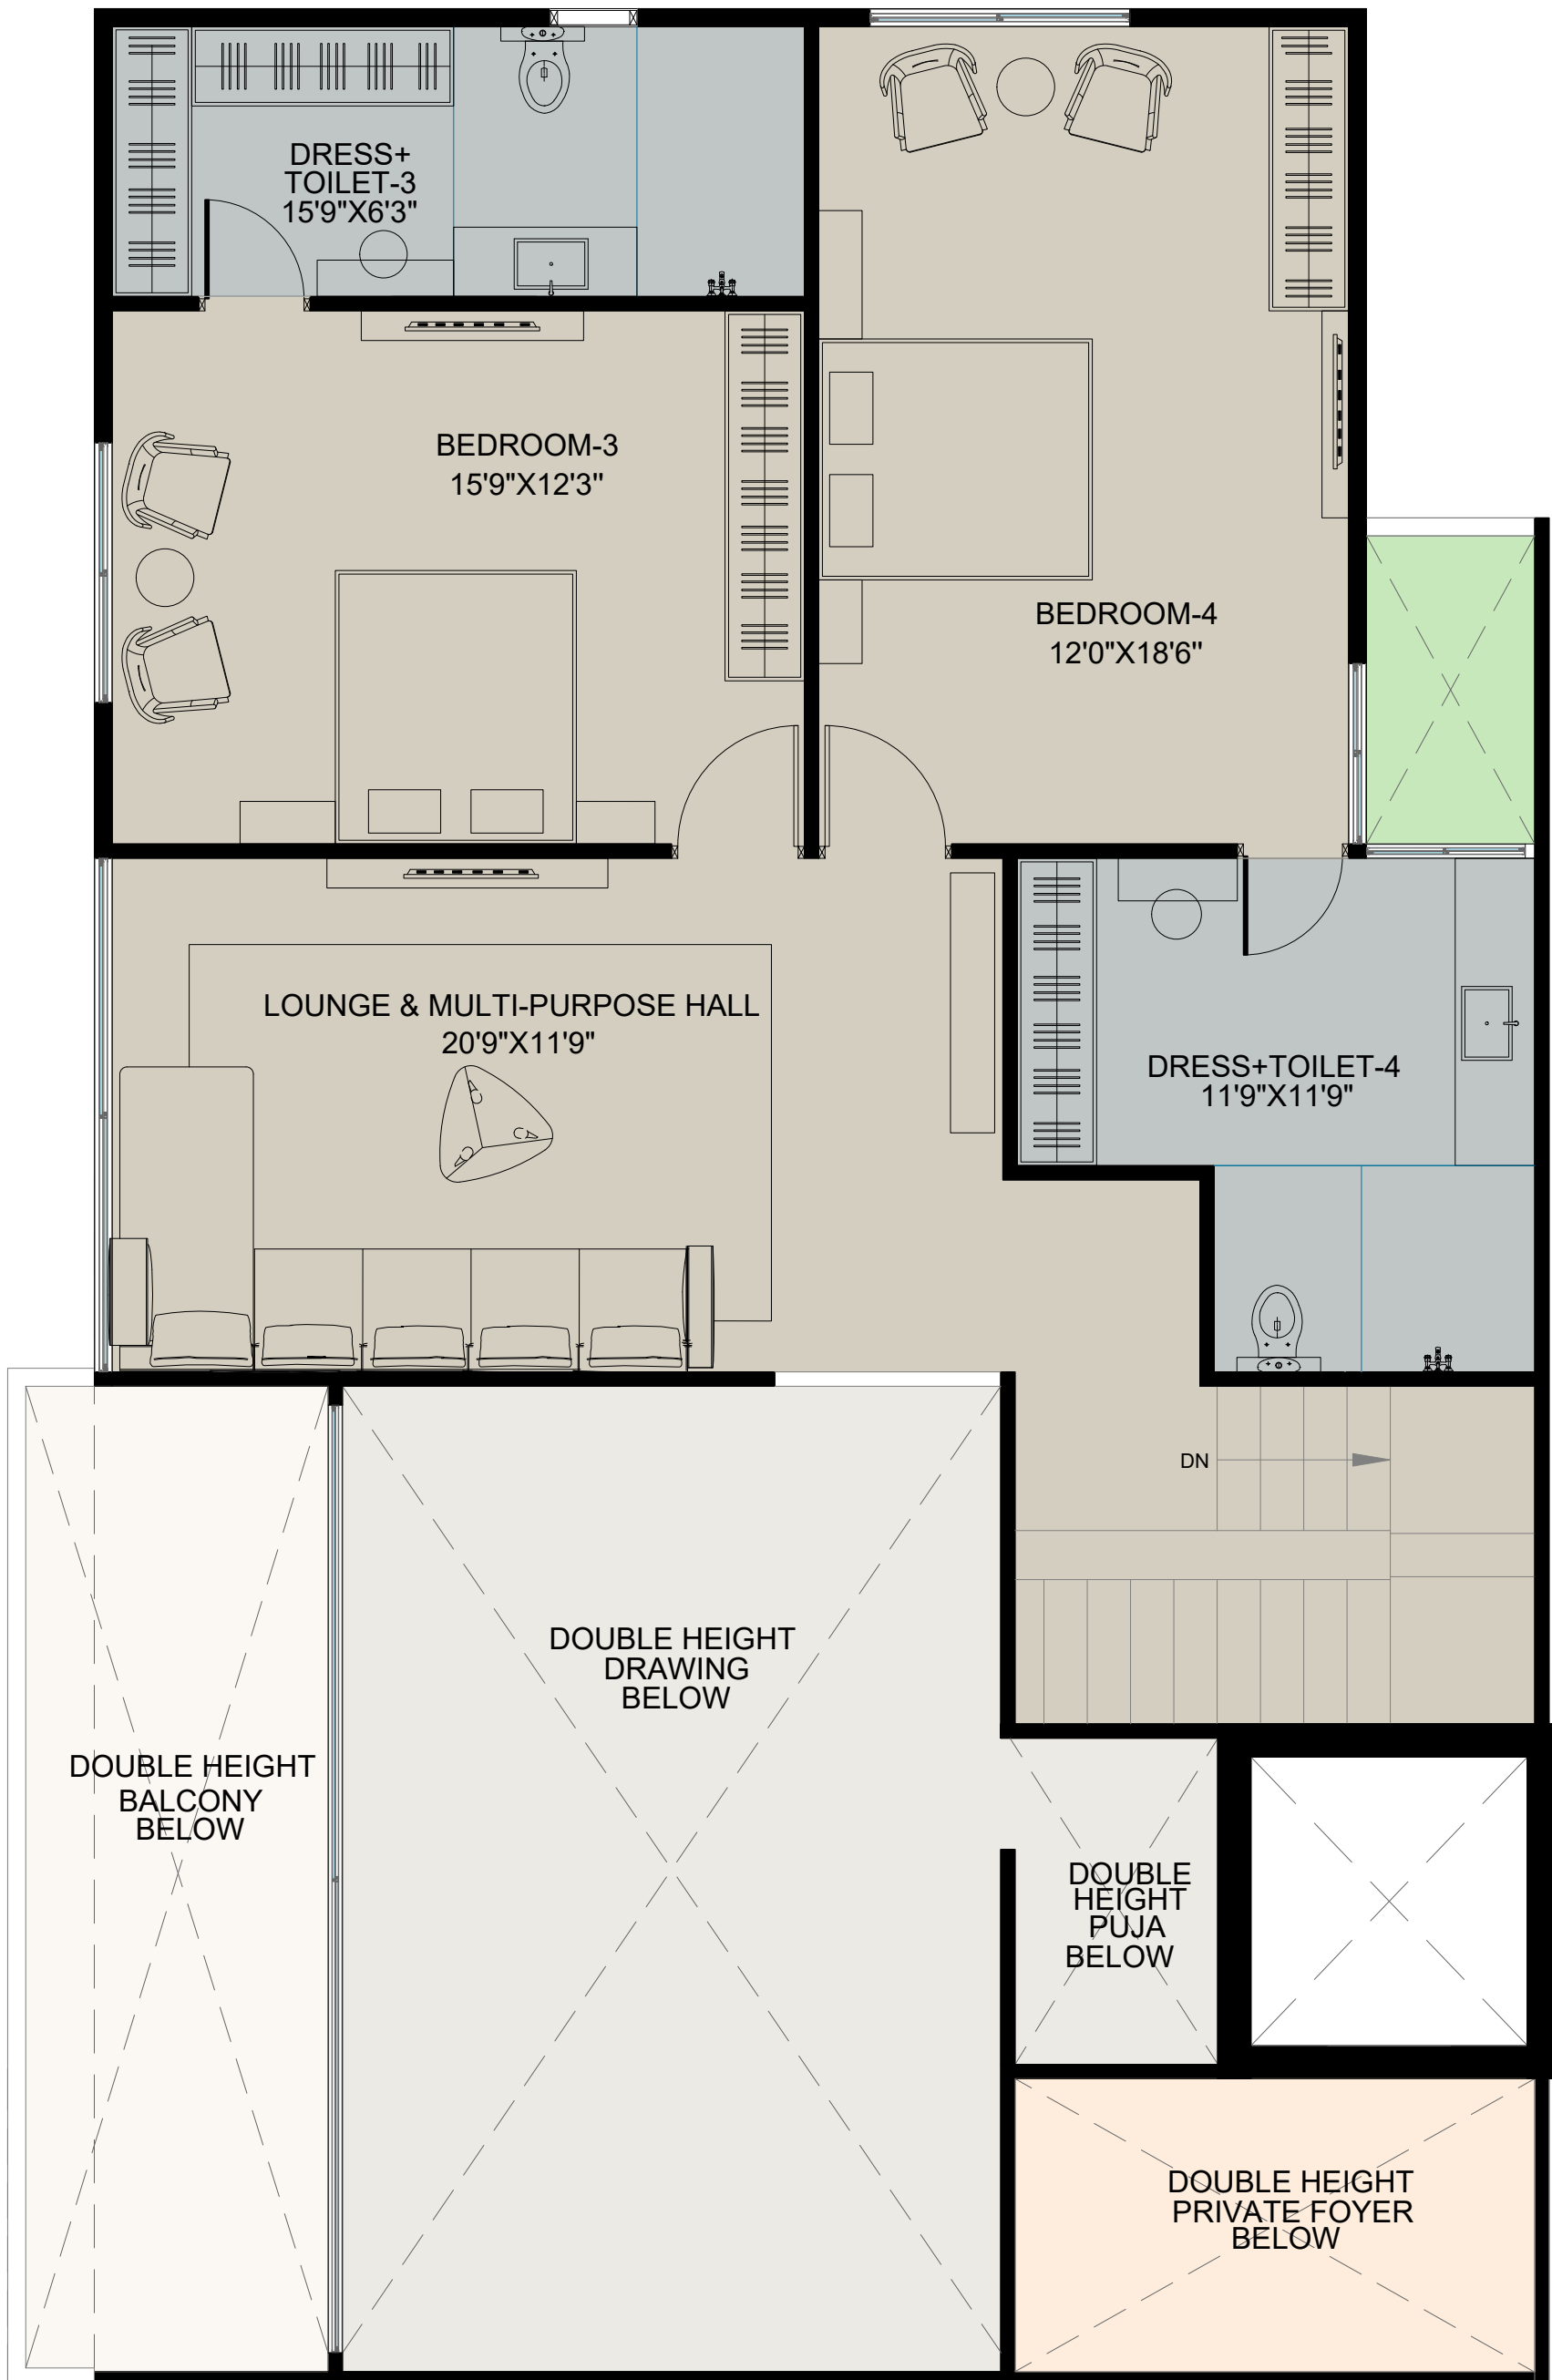 DRESS+
TOILET-3
15'9"X6'3"
BEDROOM-3
15'9"X12'3"
BEDROOM-4
12'0"X18'6"
LOUNGE & MULTI-PURPOSE HALL
20'9"X11'9"
DRESS+TOILET-4
11'9"X11'9"
DN
DOUBLE HEIGHT
DRAWING
BELOW
DOUBLE HEIGHT
BALCONY
BELOW
DOUBLE
HEIGHT
PUJA
BELOW
DOUBLE HEIGHT
PRIVATE FOYER
BELOW